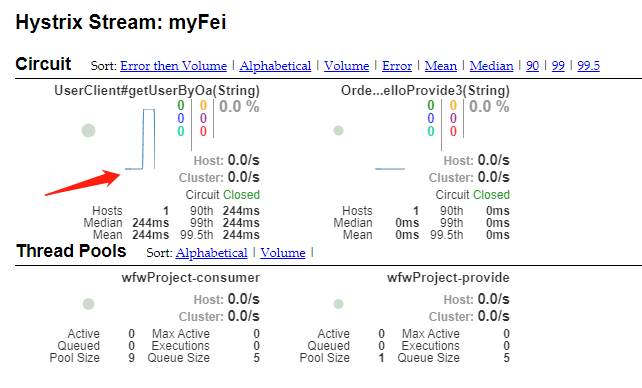 Hystrix Stream: myFei
Circuit Sort: Error then Volume | Alphabetical | Volume | Error | Mean | Median | 90 | 99 | 99.5
UserClient#getUserByOa(String)
0 0 0.0 %
0 0
0 0
Host: 0.0/s
Cluster: 0.0/s
Circuit Closed
Hosts 1 90th 244ms
Median 244ms 99th 244ms
Mean 244ms 99.5th 244ms
Orde...elloProvide3(String)
0 0 0.0 %
0 0
0 0
Host: 0.0/s
Cluster: 0.0/s
Circuit Closed
Hosts 1 90th 0ms
Median 0ms 99th 0ms
Mean 0ms 99.5th 0ms
Thread Pools Sort: Alphabetical | Volume |
wfwProject-consumer
Host: 0.0/s
Cluster: 0.0/s
Active 0 Max Active 0
Queued 0 Executions 0
Pool Size 9 Queue Size 5
wfwProject-provide
Host: 0.0/s
Cluster: 0.0/s
Active 0 Max Active 0
Queued 0 Executions 0
Pool Size 1 Queue Size 5